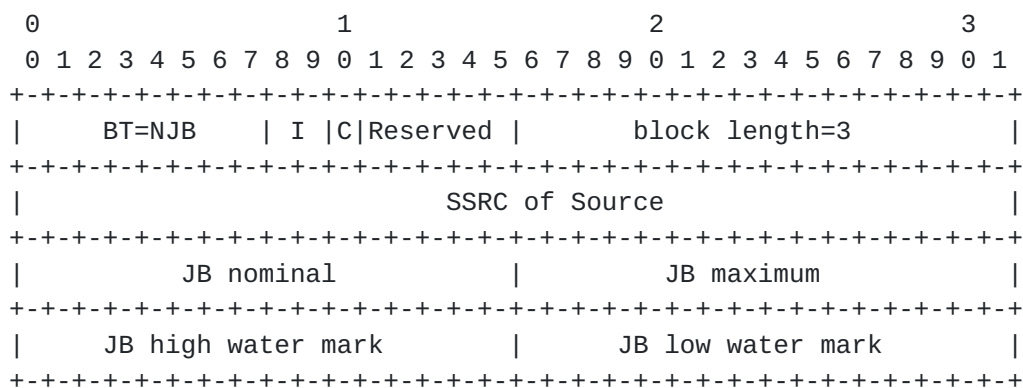 0                   1                   2                   3
 0 1 2 3 4 5 6 7 8 9 0 1 2 3 4 5 6 7 8 9 0 1 2 3 4 5 6 7 8 9 0 1
+-+-+-+-+-+-+-+-+-+-+-+-+-+-+-+-+-+-+-+-+-+-+-+-+-+-+-+-+-+-+-+-+
|     BT=NJB    | I |C|Reserved |       block length=3          |
+-+-+-+-+-+-+-+-+-+-+-+-+-+-+-+-+-+-+-+-+-+-+-+-+-+-+-+-+-+-+-+-+
|                           SSRC of Source                      |
+-+-+-+-+-+-+-+-+-+-+-+-+-+-+-+-+-+-+-+-+-+-+-+-+-+-+-+-+-+-+-+-+
|          JB nominal           |         JB maximum            |
+-+-+-+-+-+-+-+-+-+-+-+-+-+-+-+-+-+-+-+-+-+-+-+-+-+-+-+-+-+-+-+-+
|     JB high water mark        |      JB low water mark        |
+-+-+-+-+-+-+-+-+-+-+-+-+-+-+-+-+-+-+-+-+-+-+-+-+-+-+-+-+-+-+-+-+